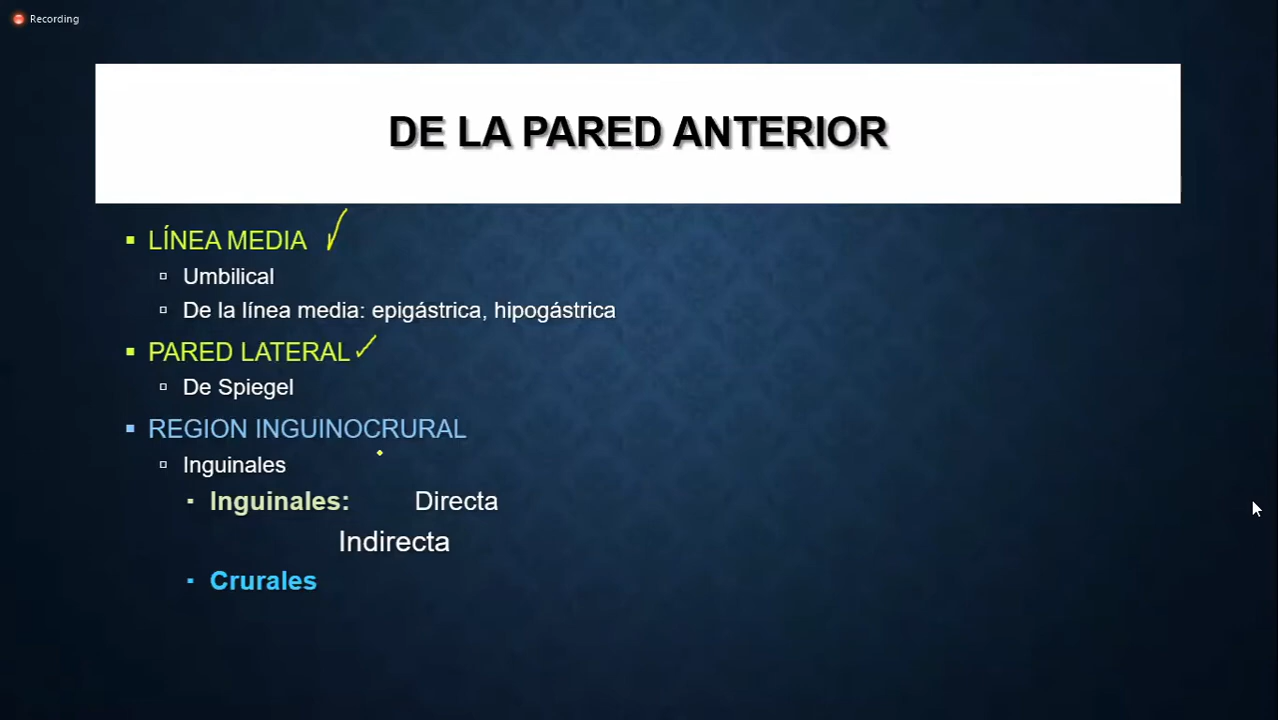 Recording
DE LA PARED ANTERIOR
LÍNEA MEDIA
Umbilical
De la línea media: epigástrica, hipogástrica
PARED LATERAL
De Spiegel
REGION INGUINOCRURAL
Inguinales
Inguinales: Directa
Indirecta
Crurales